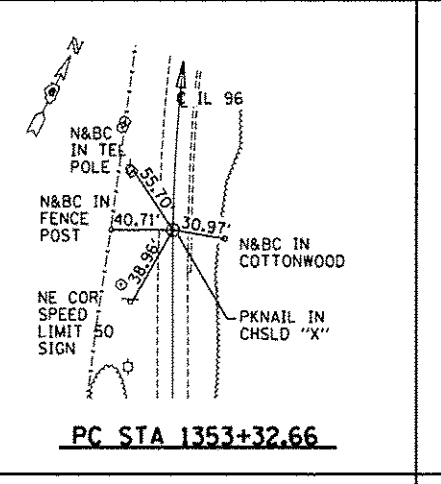 N
℄ IL 96
N&BC
IN TEL
POLE
55.70'
N&BC IN
FENCE
POST
40.71'
30.97'
N&BC IN
COTTONWOOD
38.96'
NE COR
SPEED
LIMIT 50
SIGN
PKNAIL IN
CHSLD "X"
PC STA 1353+32.66